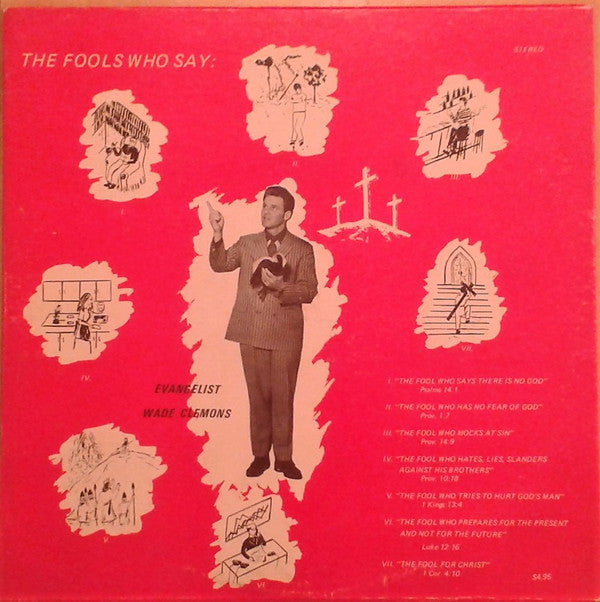 THE FOOLS WHO SAY:
STEREO
I.
II.
III.
IV.
EVANGELIST
WADE CLEMONS
VII.
I. "THE FOOL WHO SAYS THERE IS NO GOD"
Psalms 14:1
II. "THE FOOL WHO HAS NO FEAR OF GOD"
Prov. 1:7
III. "THE FOOL WHO MOCKS AT SIN"
Prov. 14:9
IV. "THE FOOL WHO HATES, LIES, SLANDERS
AGAINST HIS BROTHERS"
Prov. 10:18
V. "THE FOOL WHO TRIES TO HURT GOD'S MAN"
1 Kings 13:4
VI. "THE FOOL WHO PREPARES FOR THE PRESENT
AND NOT FOR THE FUTURE"
Luke 12:16
VII. "THE FOOL FOR CHRIST"
1 Cor 4:10
V.
VI.
$4.95